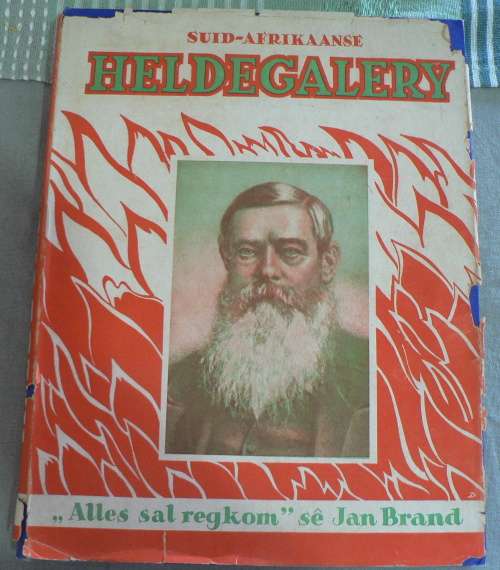 SUID-AFRIKAANSE
HELDEGALERY
„Alles sal regkom” sê Jan Brand